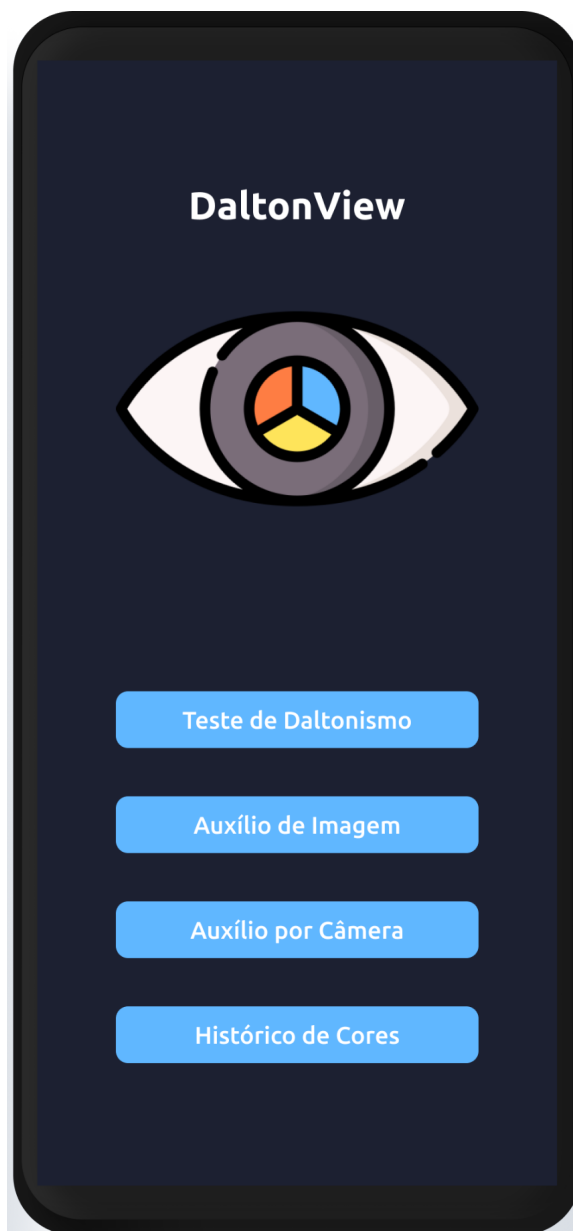 DaltonView
Teste de Daltonismo
Auxílio de Imagem
Auxílio por Câmera
Histórico de Cores